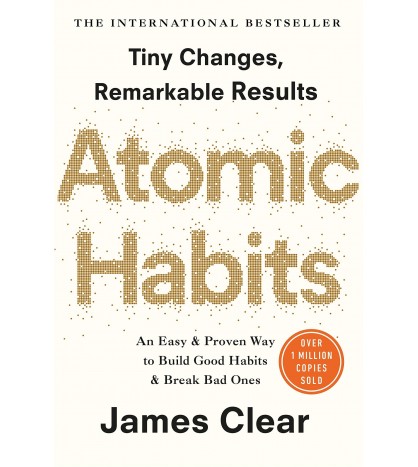 THE INTERNATIONAL BESTSELLER
Tiny Changes,
Remarkable Results
Atomic
Habits
An Easy & Proven Way
to Build Good Habits
& Break Bad Ones
OVER
1 MILLION
COPIES
SOLD
James Clear